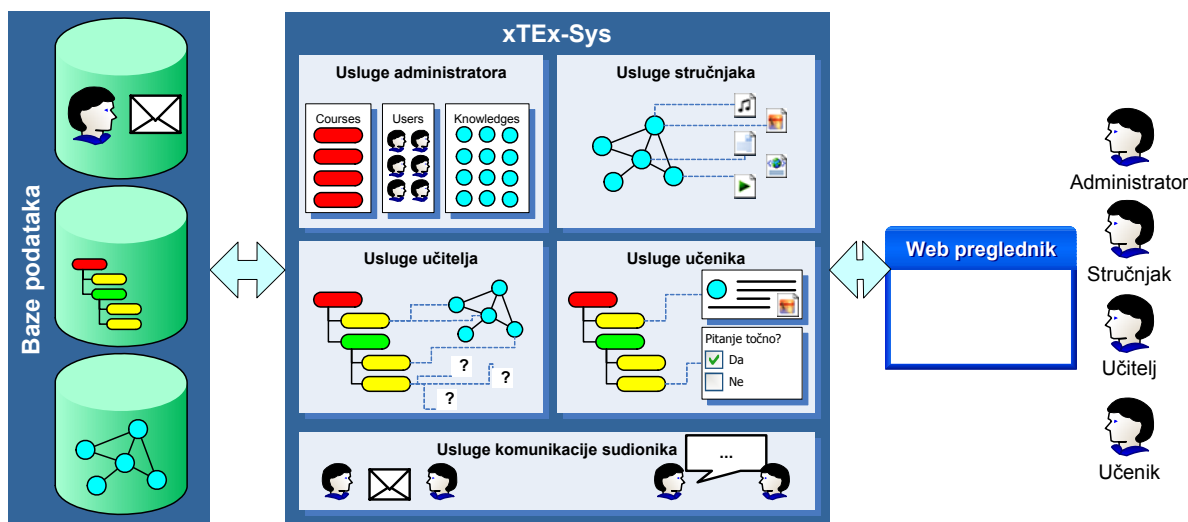 Baze podataka
xTEx-Sys
Usluge administratora
Courses
Users
Knowledges
Usluge stručnjaka
Usluge učitelja
?
?
?
Usluge učenika
Pitanje točno?
Da
Ne
Usluge komunikacije sudionika
...
Web preglednik
Administrator
Stručnjak
Učitelj
Učenik